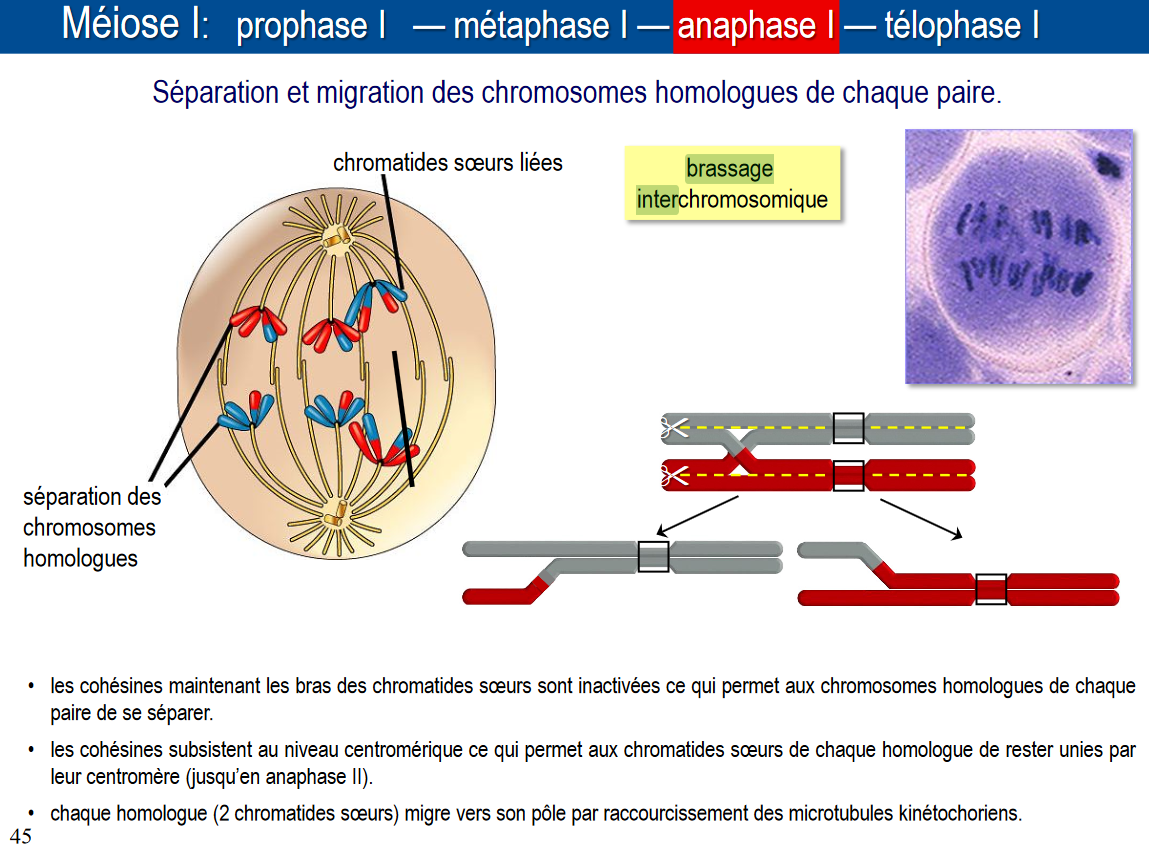 Méiose I: prophase I — métaphase I — anaphase I — télophase I
Séparation et migration des chromosomes homologues de chaque paire.
chromatides sœurs liées
brassage
interchromosomique
séparation des
chromosomes
homologues
• les cohésines maintenant les bras des chromatides sœurs sont inactivées ce qui permet aux chromosomes homologues de chaque
paire de se séparer.
• les cohésines subsistent au niveau centromérique ce qui permet aux chromatides sœurs de chaque homologue de rester unies par
leur centromère (jusqu'en anaphase II).
• chaque homologue (2 chromatides sœurs) migre vers son pôle par raccourcissement des microtubules kinétochoriens.
45